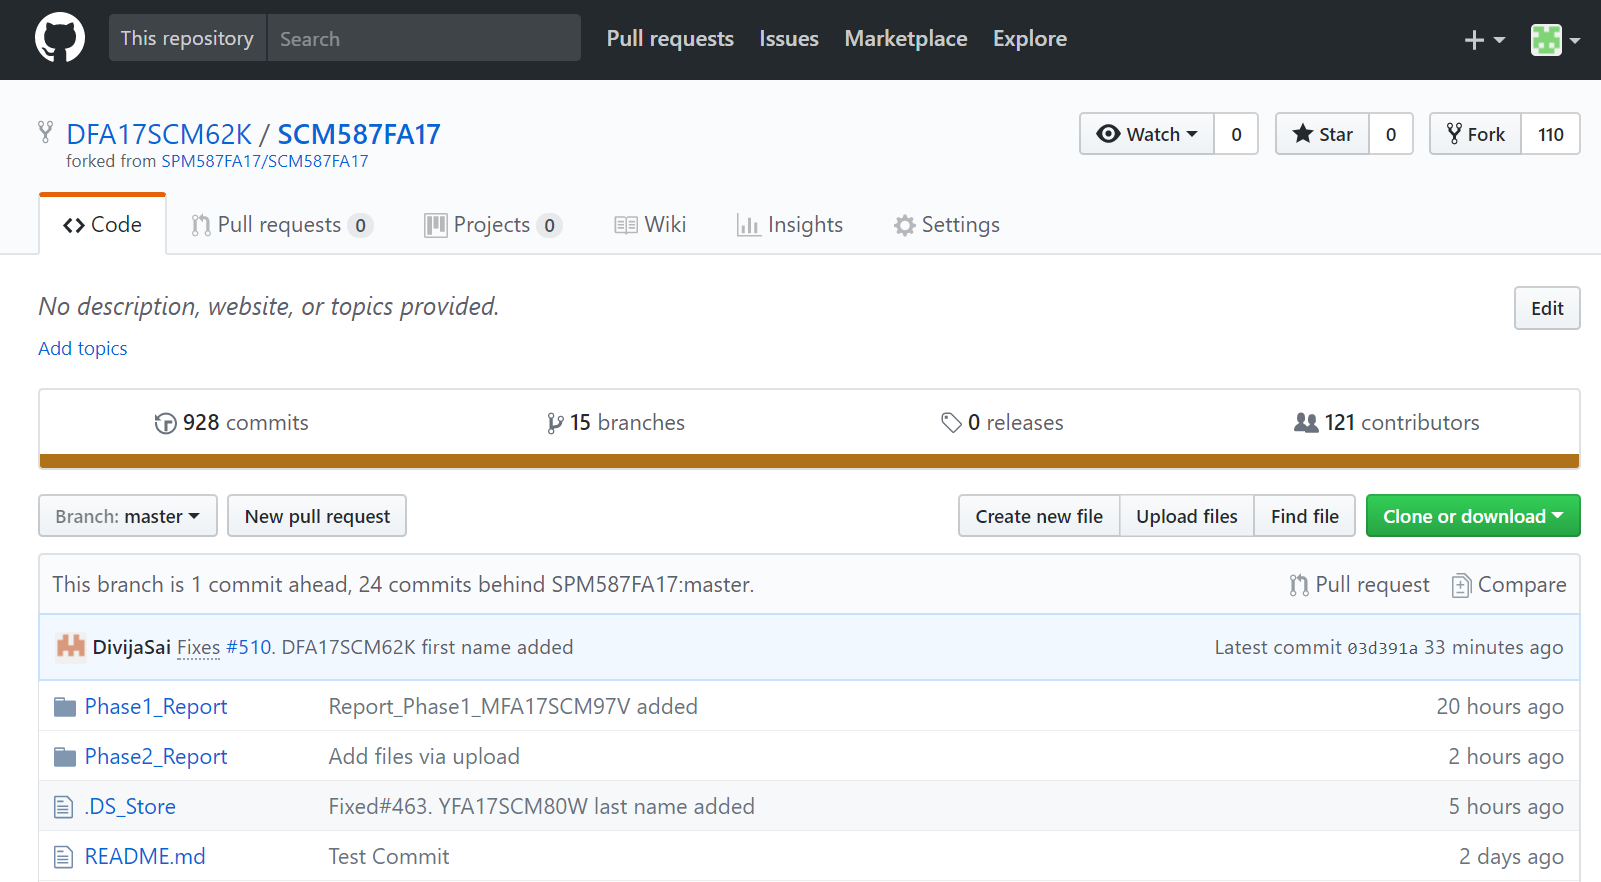 This repository Search Pull requests Issues Marketplace Explore
DFA17SCM62K / SCM587FA17 Watch 0 Star 0 Fork 110
forked from SPM587FA17/SCM587FA17
Code Pull requests 0 Projects 0 Wiki Insights Settings
No description, website, or topics provided. Edit
Add topics
928 commits 15 branches 0 releases 121 contributors
Branch: master New pull request Create new file Upload files Find file Clone or download
This branch is 1 commit ahead, 24 commits behind SPM587FA17:master. Pull request Compare
DivijaSai Fixes #510. DFA17SCM62K first name added Latest commit 03d391a 33 minutes ago
Phase1_Report Report_Phase1_MFA17SCM97V added 20 hours ago
Phase2_Report Add files via upload 2 hours ago
.DS_Store Fixed#463. YFA17SCM80W last name added 5 hours ago
README.md Test Commit 2 days ago